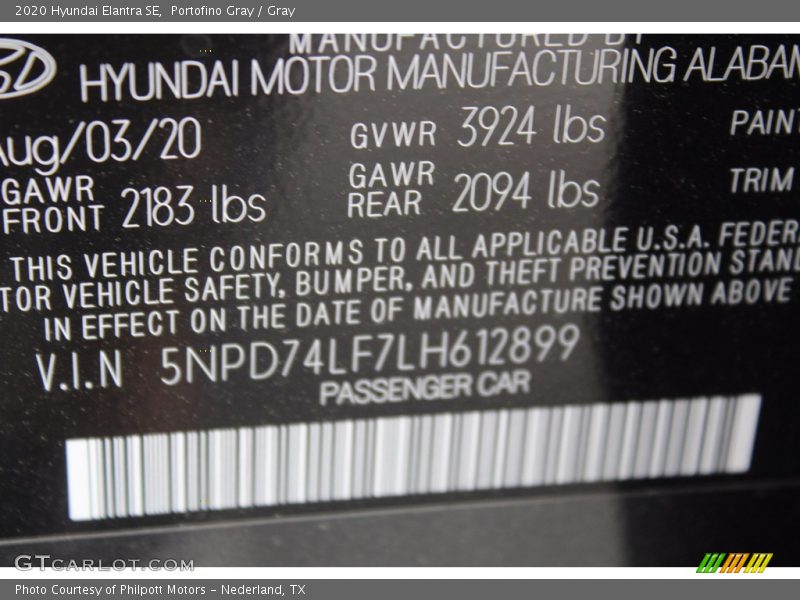 2020 Hyundai Elantra SE, Portofino Gray / Gray
MANUFACTURED BY
HYUNDAI MOTOR MANUFACTURING ALABAM
Aug/03/20 GVWR 3924 lbs PAINT
GAWR FRONT 2183 lbs GAWR REAR 2094 lbs TRIM
THIS VEHICLE CONFORMS TO ALL APPLICABLE U.S.A. FEDER
TOR VEHICLE SAFETY, BUMPER, AND THEFT PREVENTION STAND
IN EFFECT ON THE DATE OF MANUFACTURE SHOWN ABOVE
V.I.N 5NPD74LF7LH612899
PASSENGER CAR
GTCARLOT.COM
Photo Courtesy of Philpott Motors - Nederland, TX